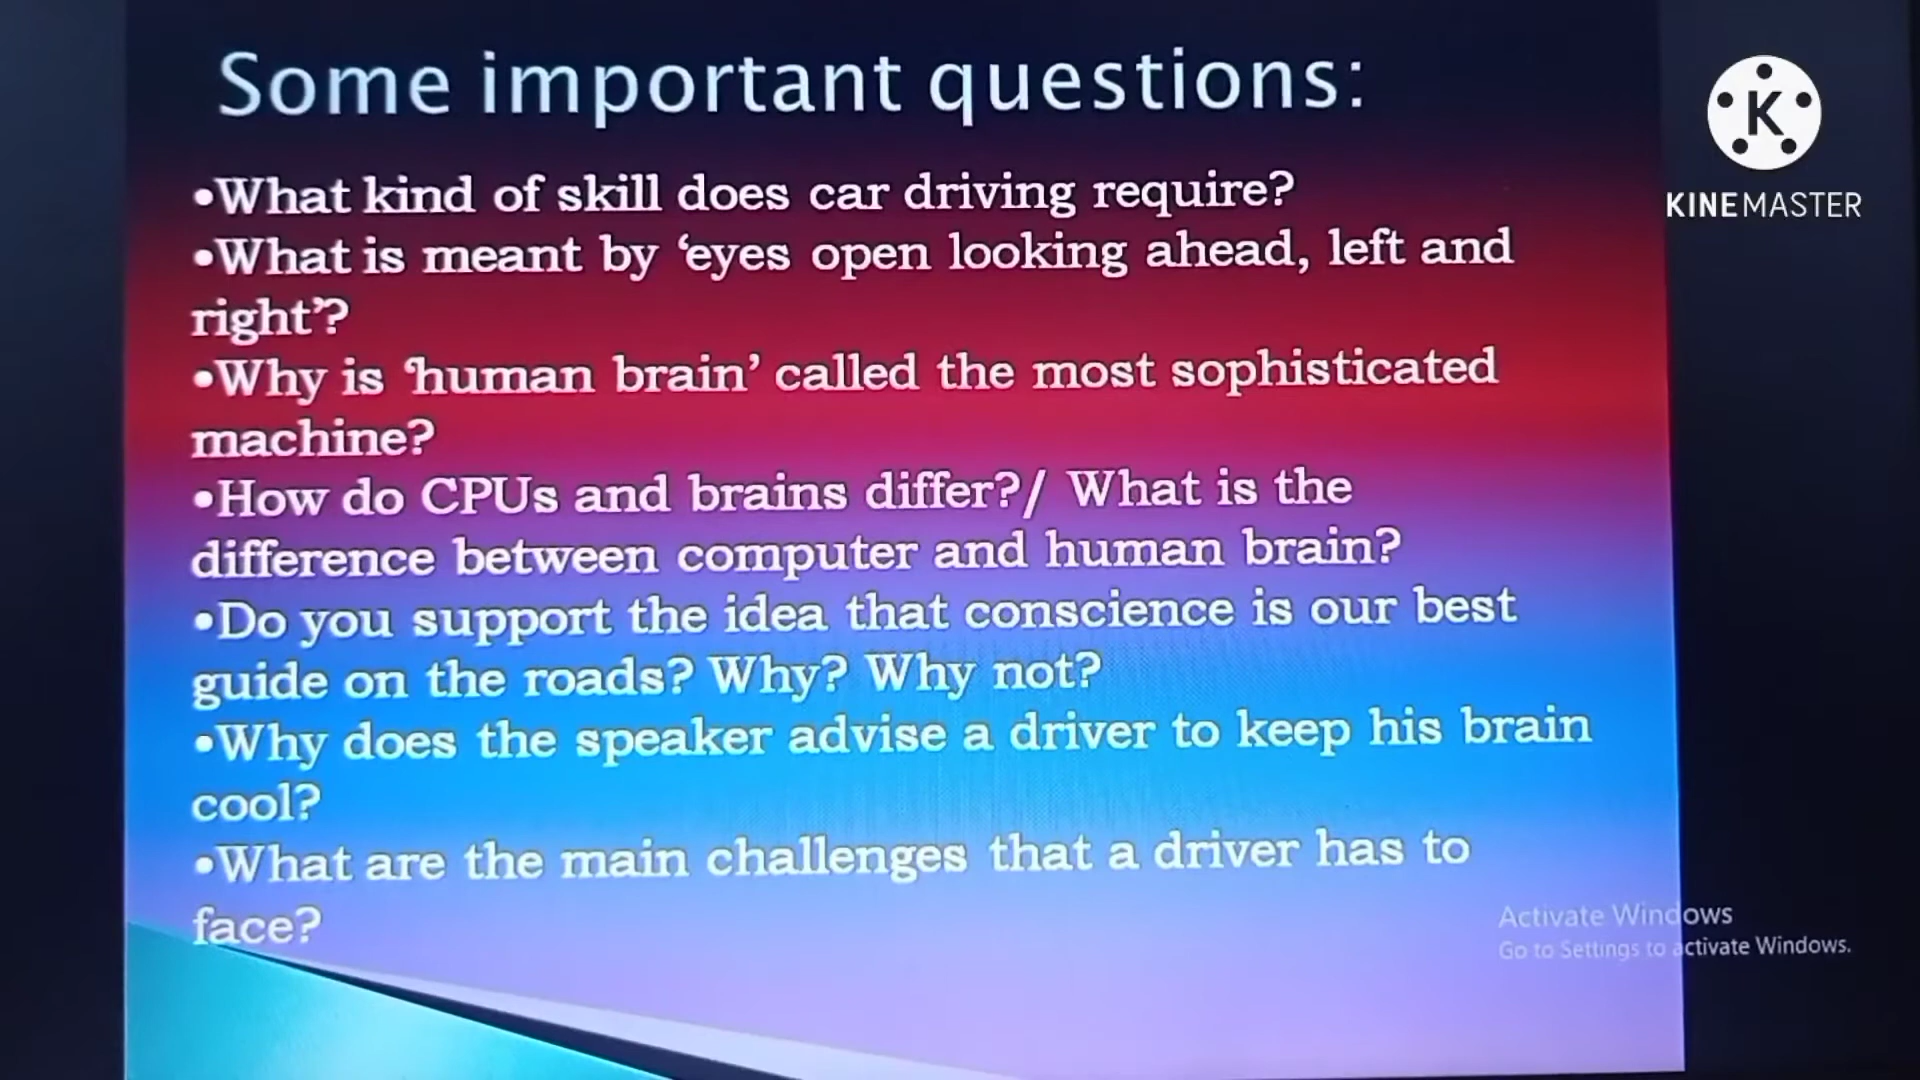 Some important questions:
•What kind of skill does car driving require?
•What is meant by ‘eyes open looking ahead, left and
right’?
•Why is ‘human brain’ called the most sophisticated
machine?
•How do CPUs and brains differ?/ What is the
difference between computer and human brain?
•Do you support the idea that conscience is our best
guide on the roads? Why? Why not?
•Why does the speaker advise a driver to keep his brain
cool?
•What are the main challenges that a driver has to
face?
K
KINEMASTER
Activate Windows
Go to Settings to activate Windows.